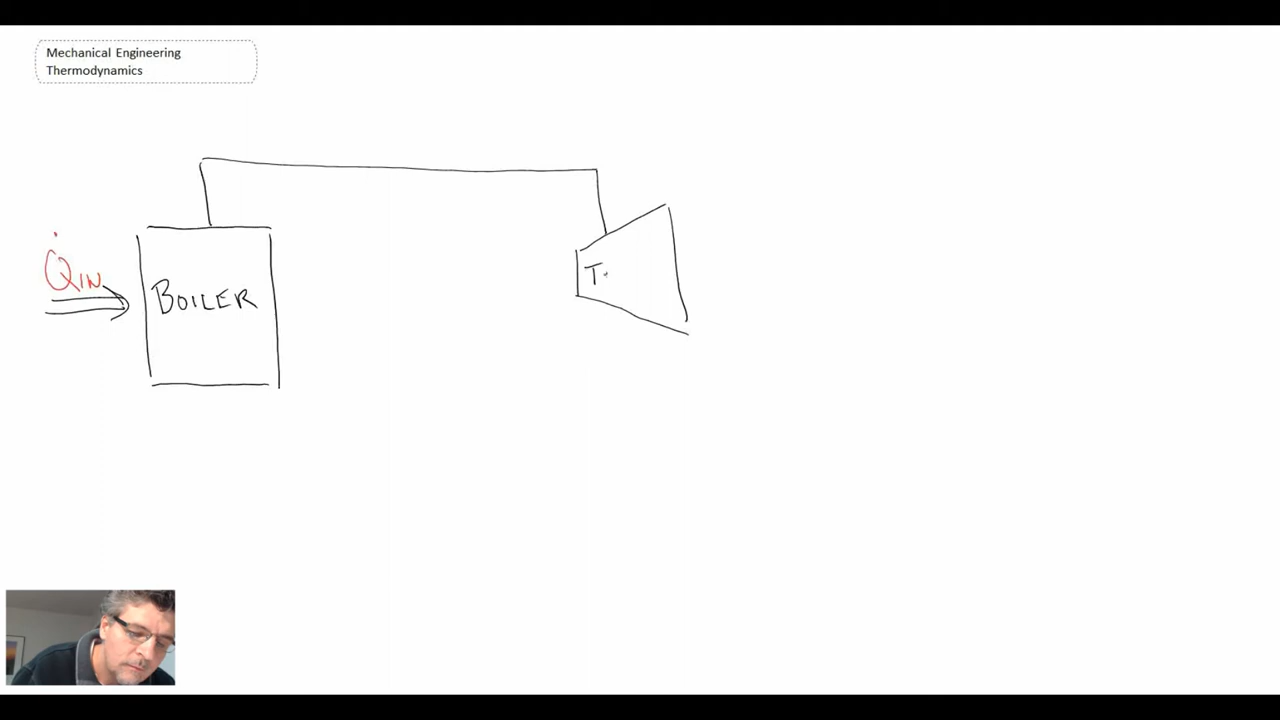 Mechanical Engineering
Thermodynamics
Q̇IN
BOILER
T